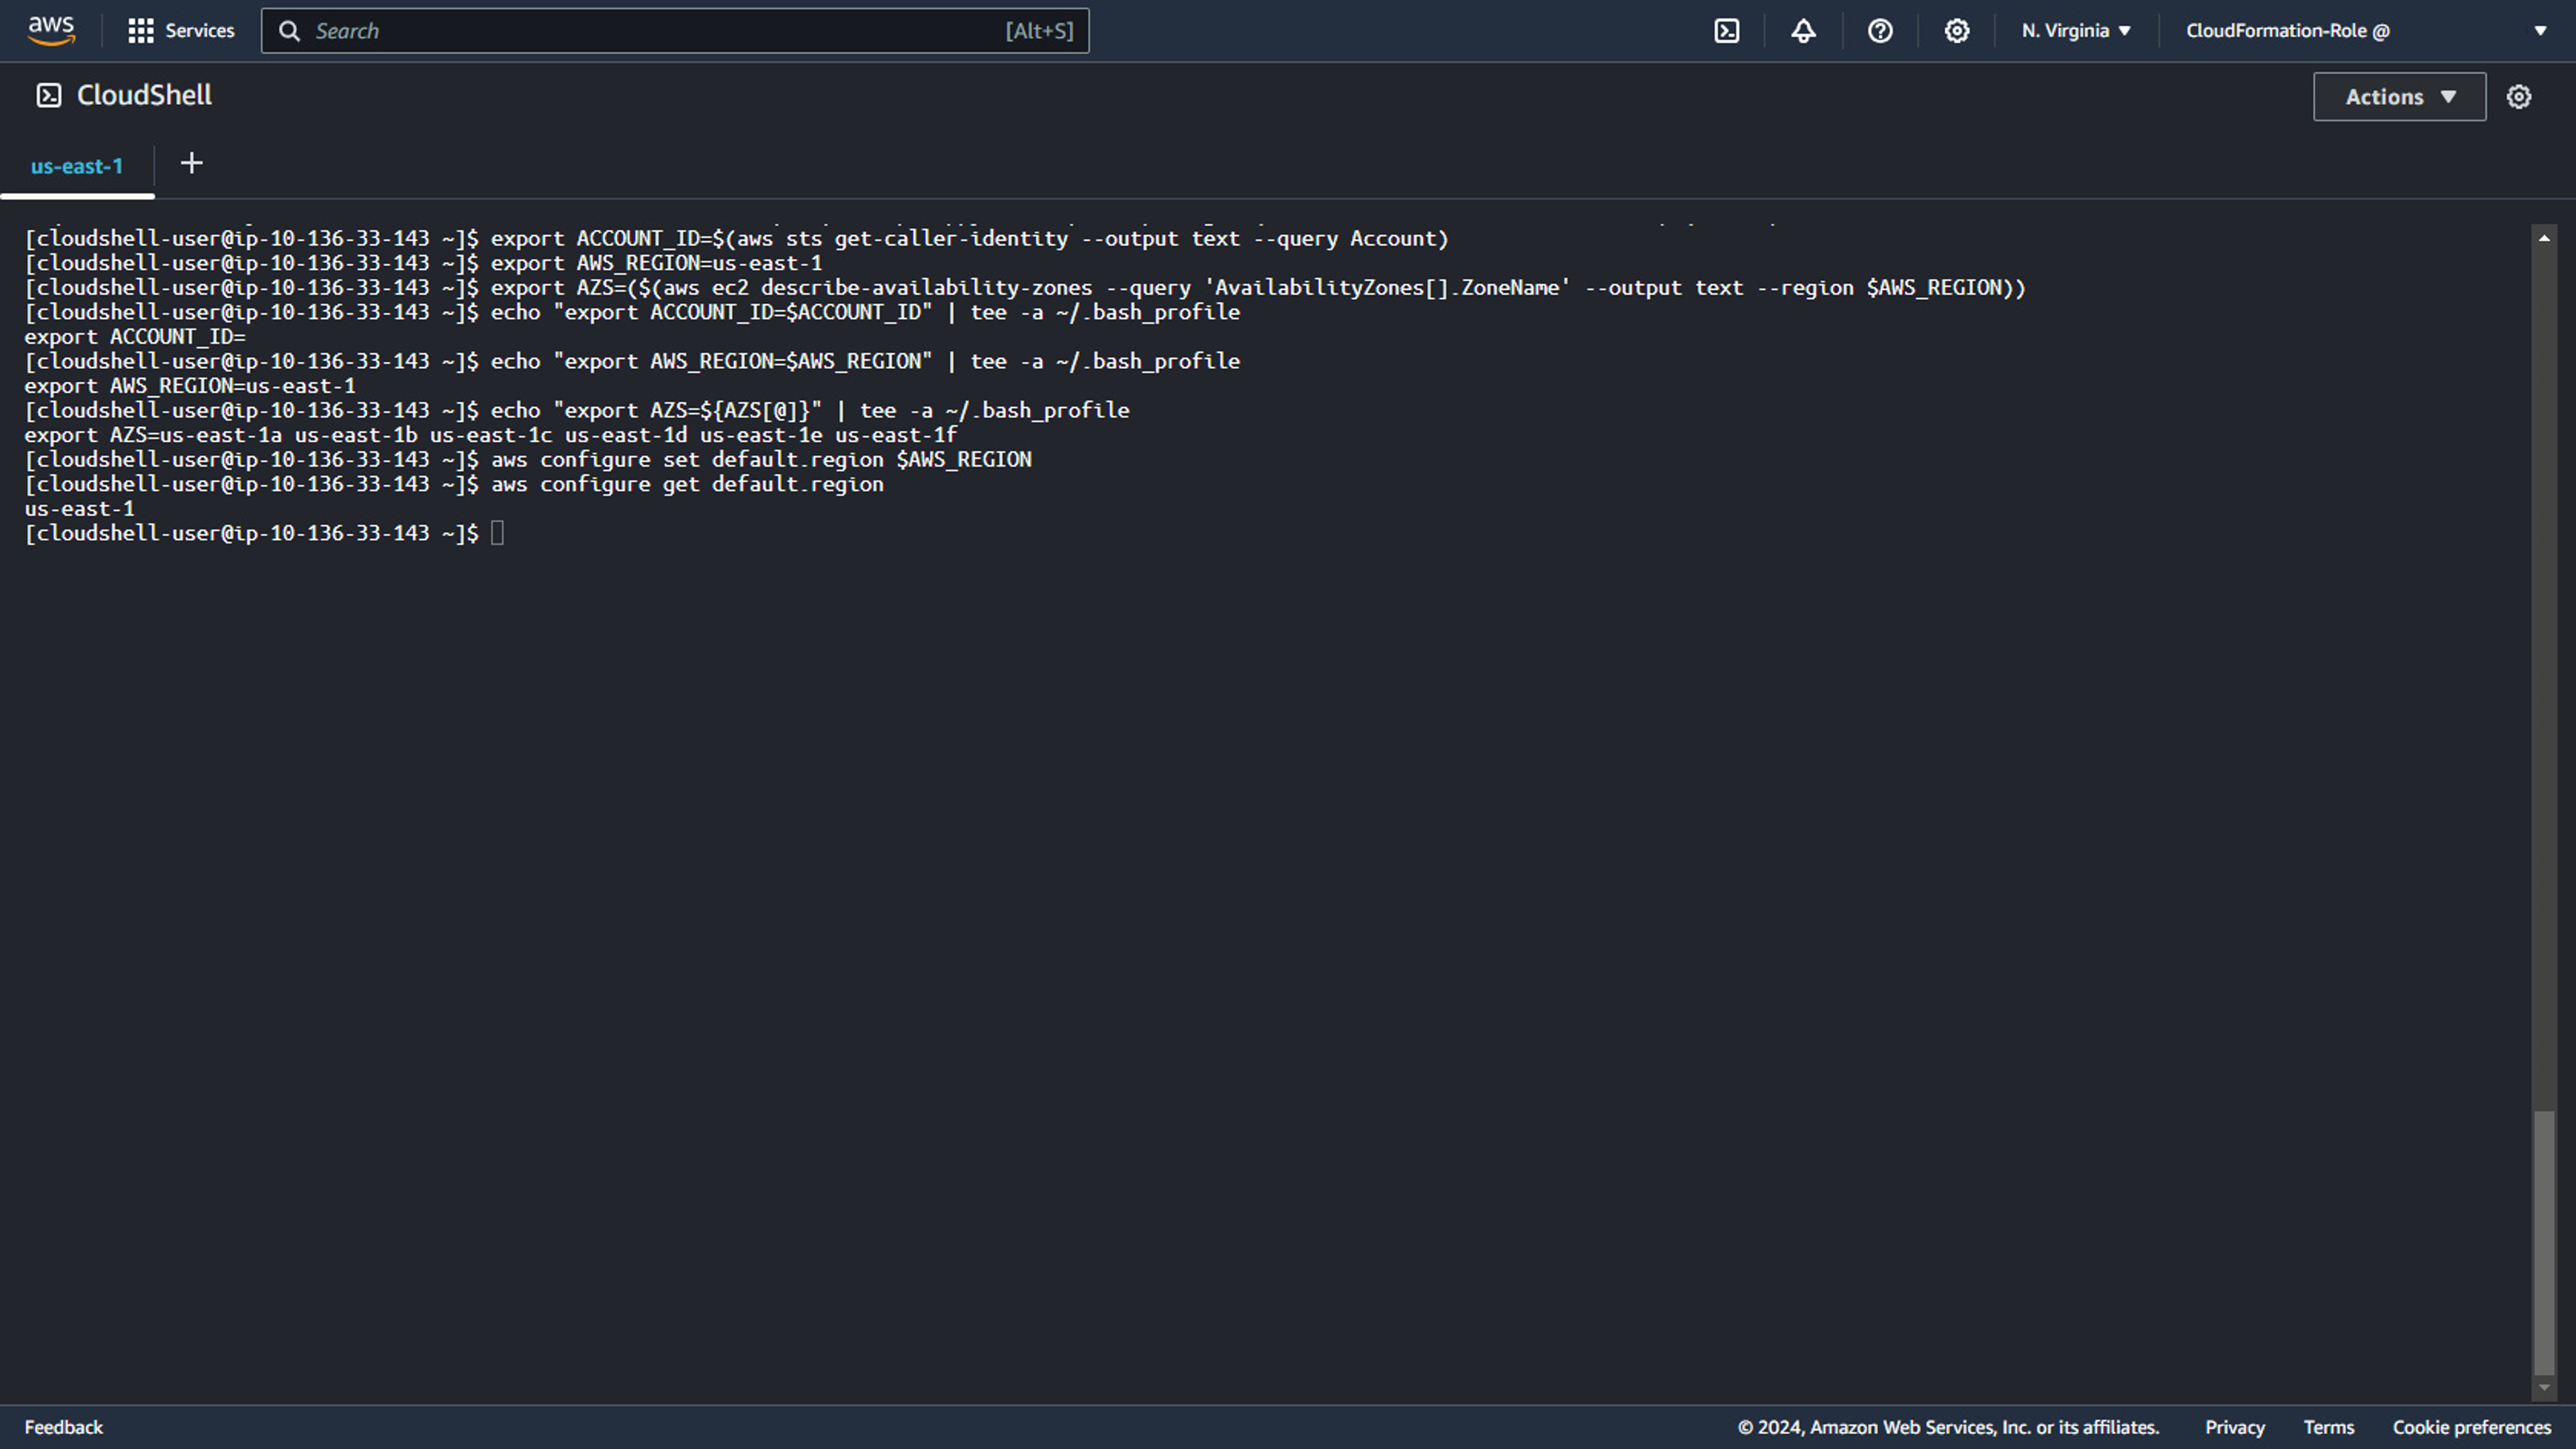 aws
Services
Search
[Alt+S]
N. Virginia
CloudFormation-Role @
CloudShell
Actions
us-east-1
[cloudshell-user@ip-10-136-33-143 ~]$ export ACCOUNT_ID=$(aws sts get-caller-identity --output text --query Account)
[cloudshell-user@ip-10-136-33-143 ~]$ export AWS_REGION=us-east-1
[cloudshell-user@ip-10-136-33-143 ~]$ export AZS=($(aws ec2 describe-availability-zones --query 'AvailabilityZones[].ZoneName' --output text --region $AWS_REGION))
[cloudshell-user@ip-10-136-33-143 ~]$ echo "export ACCOUNT_ID=$ACCOUNT_ID" | tee -a ~/.bash_profile
export ACCOUNT_ID=
[cloudshell-user@ip-10-136-33-143 ~]$ echo "export AWS_REGION=$AWS_REGION" | tee -a ~/.bash_profile
export AWS_REGION=us-east-1
[cloudshell-user@ip-10-136-33-143 ~]$ echo "export AZS=${AZS[@]}" | tee -a ~/.bash_profile
export AZS=us-east-1a us-east-1b us-east-1c us-east-1d us-east-1e us-east-1f
[cloudshell-user@ip-10-136-33-143 ~]$ aws configure set default.region $AWS_REGION
[cloudshell-user@ip-10-136-33-143 ~]$ aws configure get default.region
us-east-1
[cloudshell-user@ip-10-136-33-143 ~]$
Feedback
© 2024, Amazon Web Services, Inc. or its affiliates.
Privacy
Terms
Cookie preferences